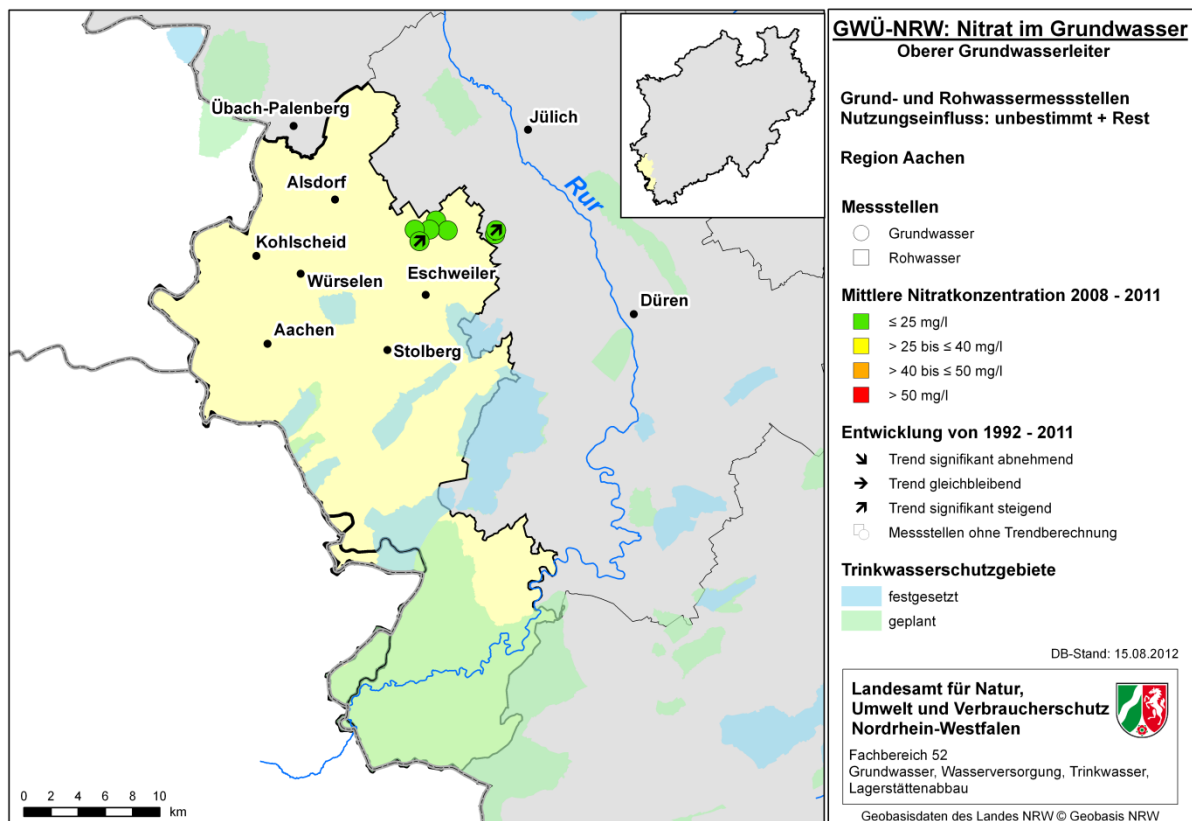 Übach-Palenberg
Jülich
Alsdorf
Rur
Kohlscheid
Würselen
Eschweiler
Düren
Aachen
Stolberg
0 2 4 6 8 10
km
GWÜ-NRW: Nitrat im Grundwasser
Oberer Grundwasserleiter
Grund- und Rohwassermessstellen
Nutzungseinfluss: unbestimmt + Rest
Region Aachen
Messstellen
Grundwasser
Rohwasser
Mittlere Nitratkonzentration 2008 - 2011
≤ 25 mg/l
> 25 bis ≤ 40 mg/l
> 40 bis ≤ 50 mg/l
> 50 mg/l
Entwicklung von 1992 - 2011
Trend signifikant abnehmend
Trend gleichbleibend
Trend signifikant steigend
Messstellen ohne Trendberechnung
Trinkwasserschutzgebiete
festgesetzt
geplant
DB-Stand: 15.08.2012
Landesamt für Natur,
Umwelt und Verbraucherschutz
Nordrhein-Westfalen
Fachbereich 52
Grundwasser, Wasserversorgung, Trinkwasser,
Lagerstättenabbau
Geobasisdaten des Landes NRW © Geobasis NRW